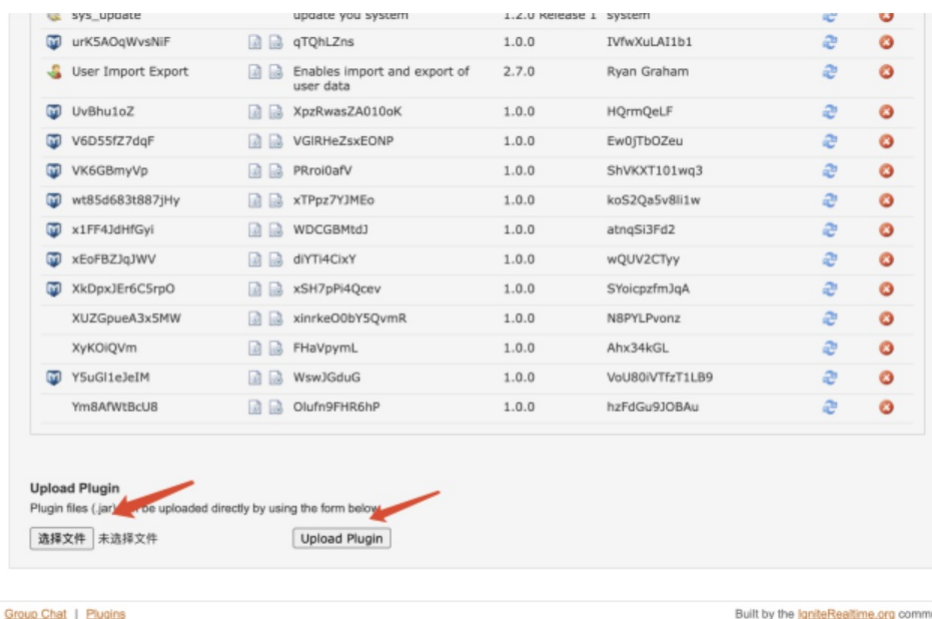 sys_update update you system 1.2.0 Release 1 system
urK5AOqWvsNiF qTQhLZns 1.0.0 IVfwXuLAI1b1
User Import Export Enables import and export of user data 2.7.0 Ryan Graham
UvBhu1oZ XpzRwasZA010oK 1.0.0 HQrmQeLF
V6D55fZ7dqF VGlRHeZsxEONP 1.0.0 Ew0jTbOZeu
VK6GBmyVp PRroi0afV 1.0.0 ShVKXT101wq3
wt85d683t887jHy xTPpz7YJMEo 1.0.0 koS2Qa5v8li1w
x1FF4JdHfGyi WDCGBMtdJ 1.0.0 atnqSi3Fd2
xEoFBZJqJWV diYTi4CixY 1.0.0 wQUV2CTyy
XkDpxJEr6C5rpO xSH7pPi4Qcev 1.0.0 SYoicpzfmJqA
XUZGpueA3x5MW xinrkeO0bY5QvmR 1.0.0 N8PYLPvonz
XyKOiQVm FHaVpymL 1.0.0 Ahx34kGL
Y5uGl1eJeIM WswJGduG 1.0.0 VoU80iVTfzT1LB9
Ym8AfWtBcU8 Olufn9FHR6hP 1.0.0 hzFdGu9JOBAu
Upload Plugin
Plugin files (.jar) be uploaded directly by using the form below
选择文件 未选择文件 Upload Plugin
Group Chat | Plugins Built by the IgniteRealtime.org comm